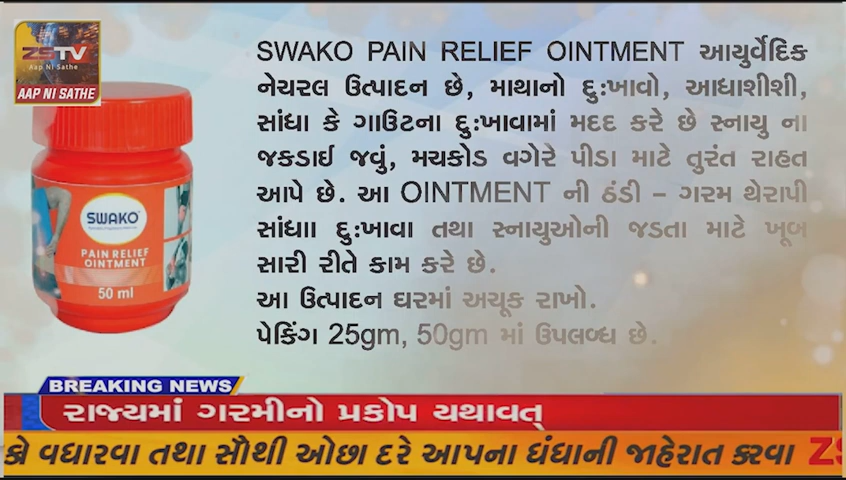 ZSTV
Aap Ni Sathe
AAP NI SATHE
SWAKO PAIN RELIEF OINTMENT આયુર્વેદિક
નેચરલ ઉત્પાદન છે, માથાનો દુઃખાવો, આધાશીશી,
સાંધા કે ગાઉટના દુઃખાવામાં મદદ કરે છે સ્નાયુ ના
જકડાઈ જવું, મચકોડ વગેરે પીડા માટે તુરંત રાહત
આપે છે. આ OINTMENT ની ઠંડી – ગરમ થેરાપી
સાંધાા દુઃખાવા તથા સ્નાયુઓની જડતા માટે ખૂબ
સારી રીતે કામ કરે છે.
આ ઉત્પાદન ઘરમાં અચૂક રાખો.
પેકિંગ 25gm, 50gm માં ઉપલબ્ધ છે.
SWAKO
PAIN RELIEF
OINTMENT
50 ml
BREAKING NEWS
રાજ્યમાં ગરમીનો પ્રકોપ યથાવત્
વધારવા તથા સૌથી ઓછા દરે આપના ધંધાની જાહેરાત કરવા ZS